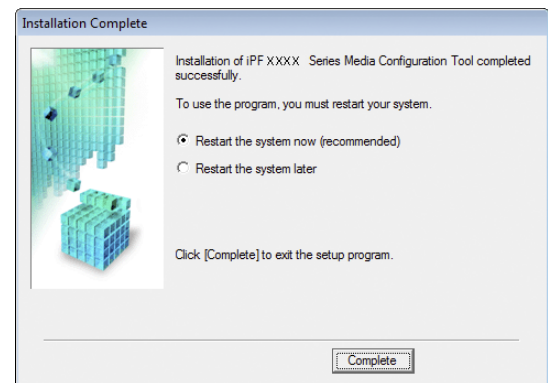 Installation Complete
Installation of iPF XXXX Series Media Configuration Tool completed
successfully.
To use the program, you must restart your system.
Restart the system now (recommended)
Restart the system later
Click [Complete] to exit the setup program.
Complete